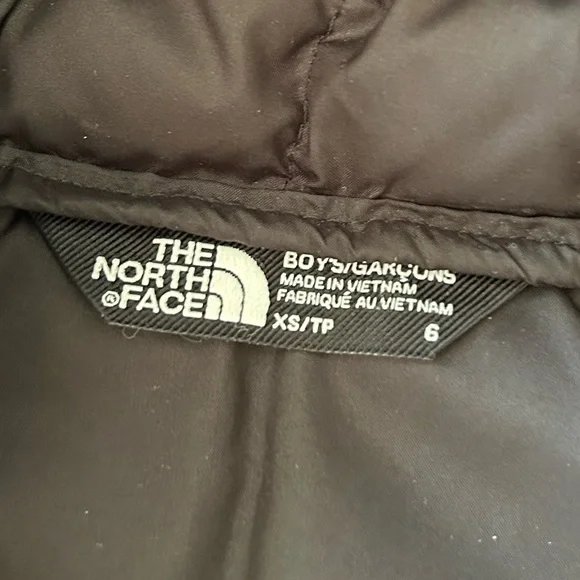 THE
NORTH
®FACE
BOYS/GARÇONS
MADE IN VIETNAM
FABRIQUÉ AU VIETNAM
XS/TP 6